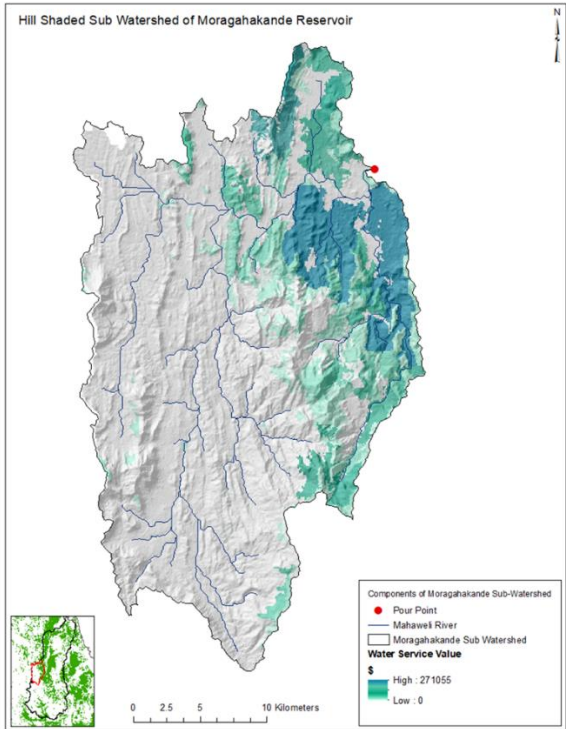 Hill Shaded Sub Watershed of Moragahakande Reservoir
N
Components of Moragahakande Sub-Watershed
Pour Point
Mahaweli River
Moragahakande Sub Watershed
Water Service Value
$
High : 271055
Low : 0
0 2.5 5 10 Kilometers